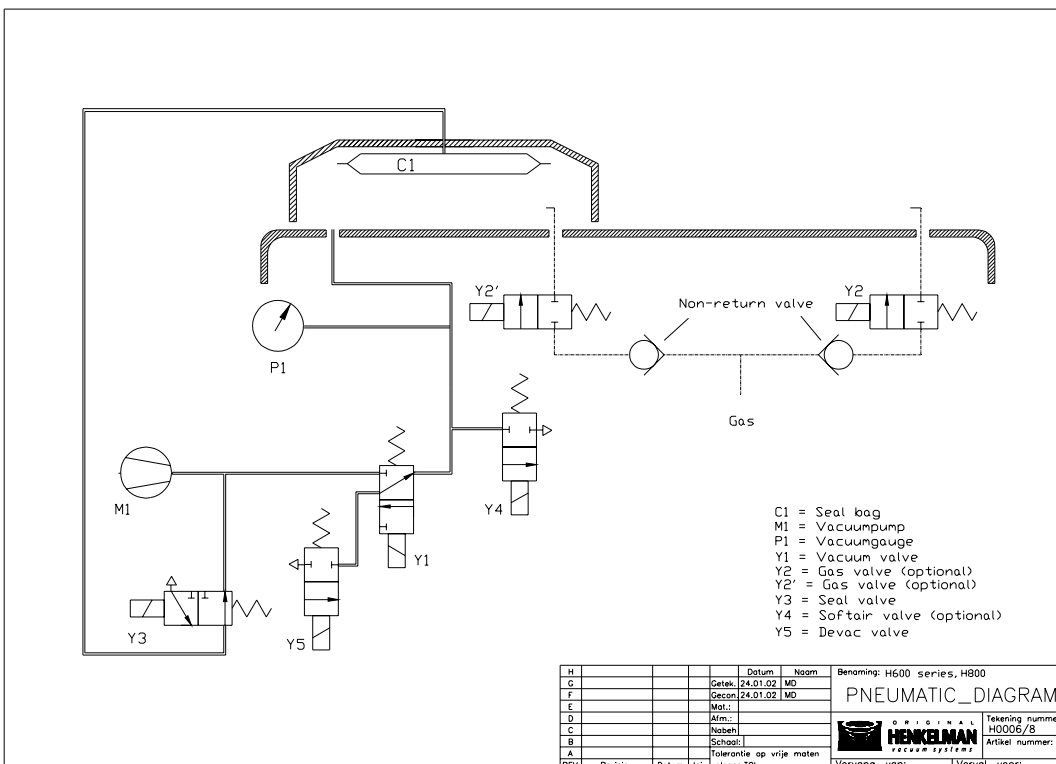 C1
Y2'
Non-return valve
Y2
P1
Gas
M1
Y4
Y1
Y3
Y5
C1 = Seal bag
M1 = Vacuumpump
P1 = Vacuumgauge
Y1 = Vacuum valve
Y2 = Gas valve (optional)
Y2' = Gas valve (optional)
Y3 = Seal valve
Y4 = Softair valve (optional)
Y5 = Devac valve
H Datum Naam
G Getek. 24.01.02 MD
F Gecon. 24.01.02 MD
E Mat.:
D Afm.:
C Nabeh
B Schaal:
A Tolerantie op vrije maten
Benaming: H600 series, H800
PNEUMATIC_DIAGRAM
ORIGINAL
HENKELMAN
vacuum systems
Tekening numme
H0006/8
Artikel nummer: